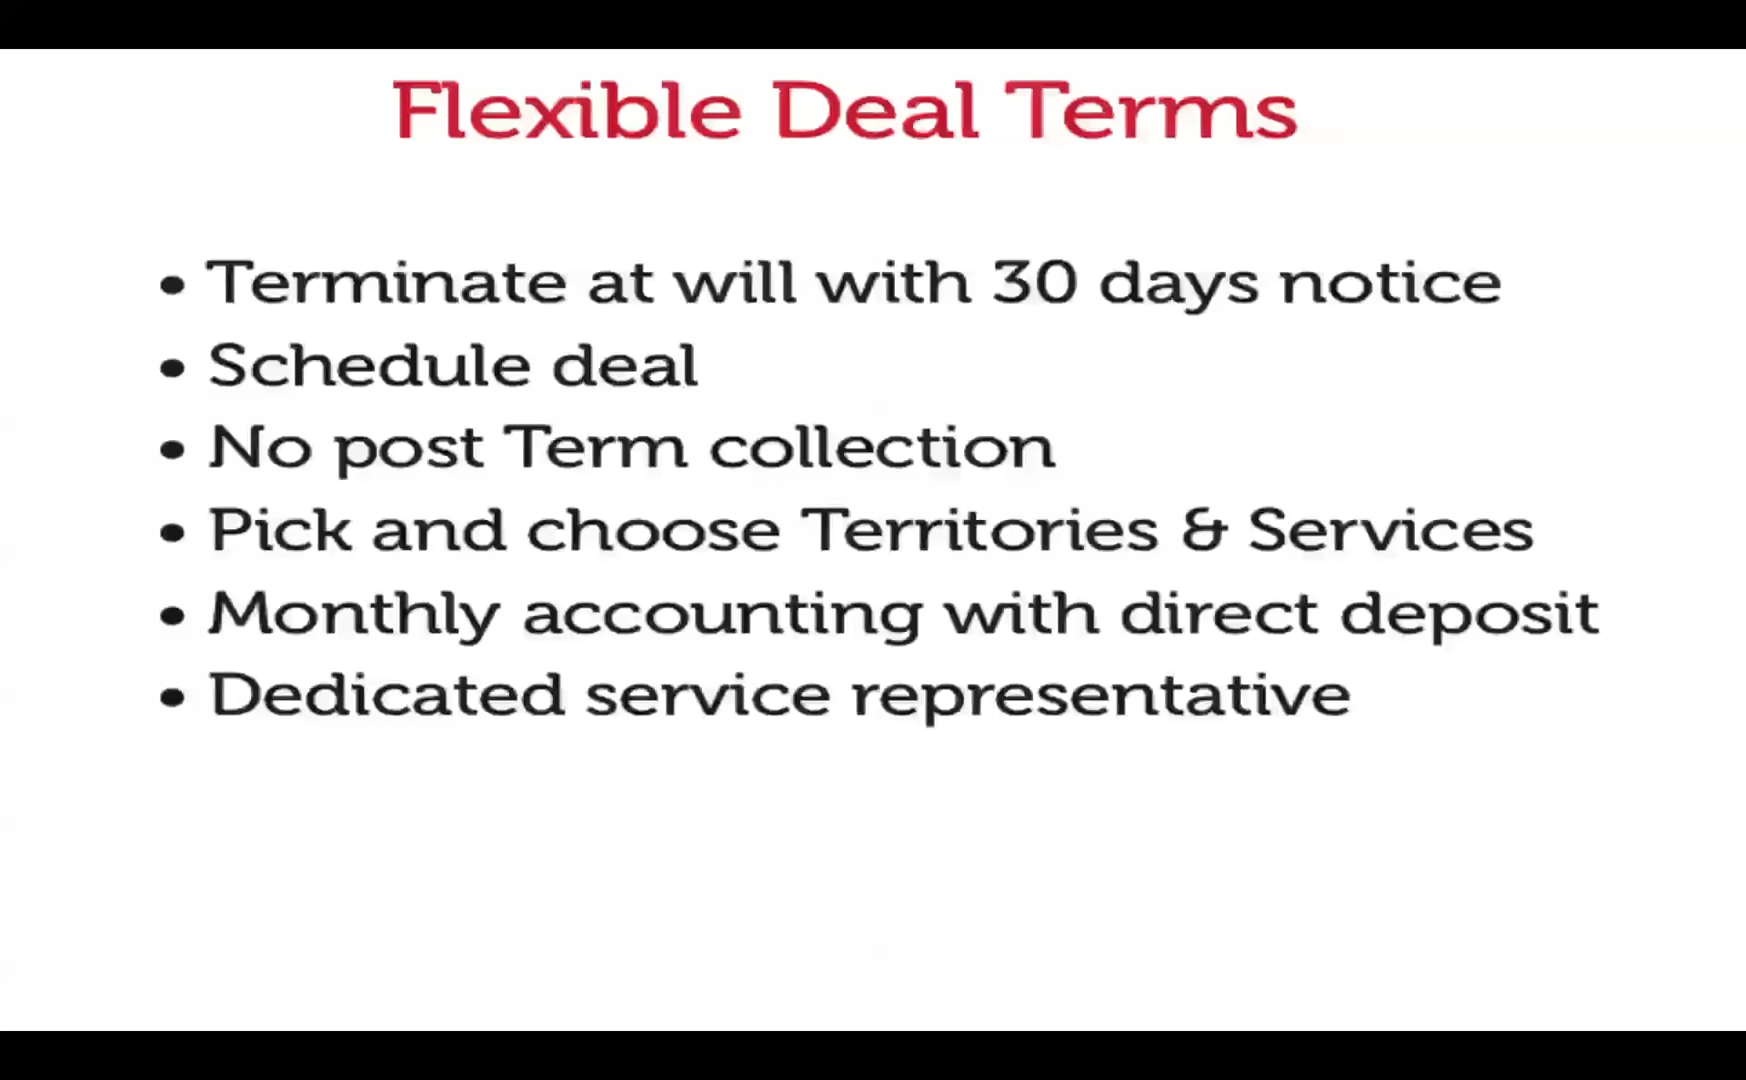 Flexible Deal Terms
• Terminate at will with 30 days notice
• Schedule deal
• No post Term collection
• Pick and choose Territories & Services
• Monthly accounting with direct deposit
• Dedicated service representative